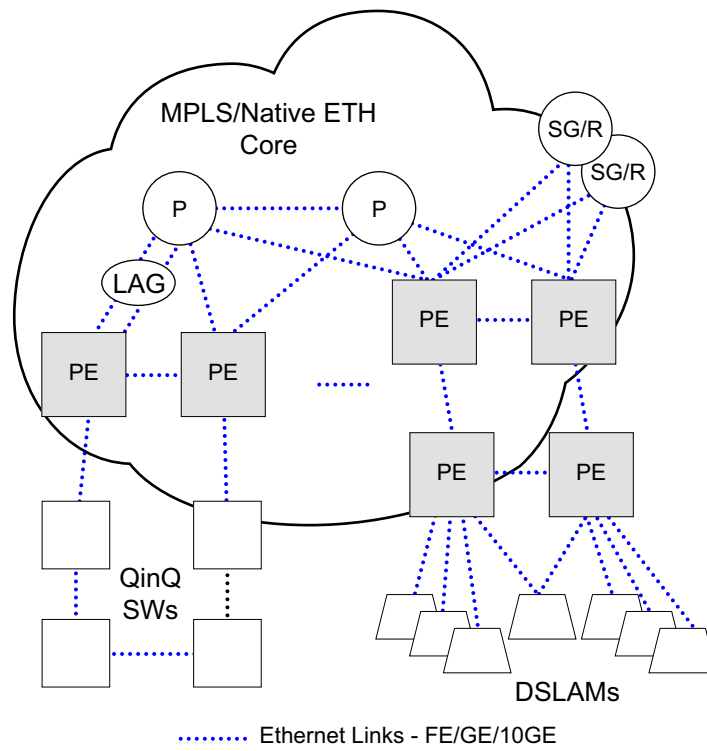 MPLS/Native ETH
Core
SG/R
SG/R
P
P
LAG
PE
PE
PE
PE
PE
PE
QinQ
SWs
DSLAMs
Ethernet Links - FE/GE/10GE